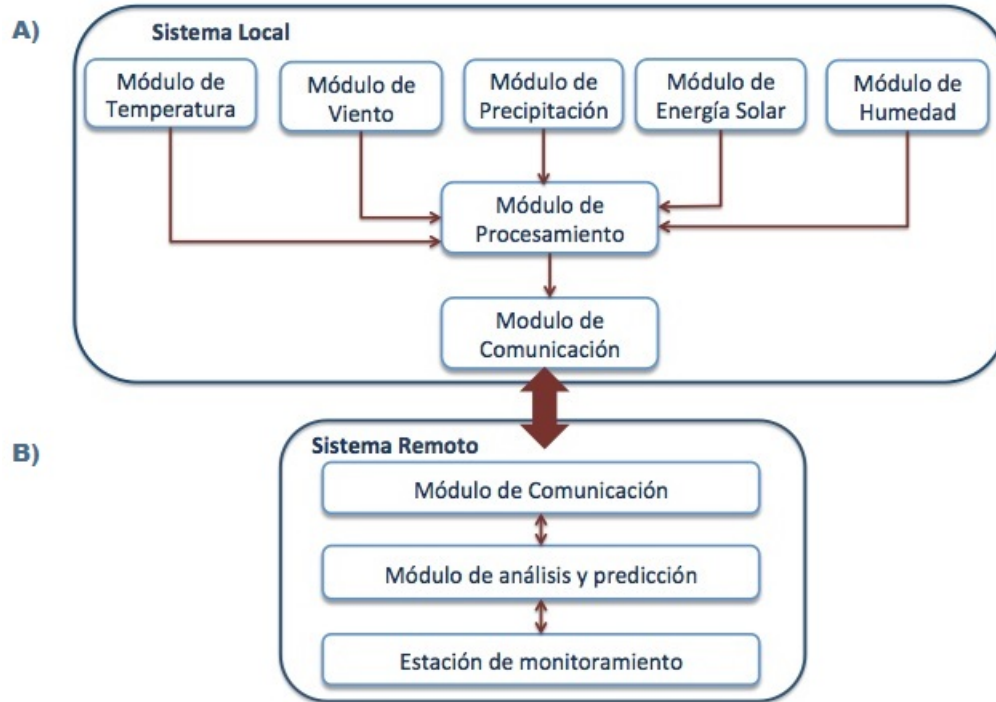 A)
Sistema Local
Módulo de
Temperatura
Módulo de
Viento
Módulo de
Precipitación
Módulo de
Energía Solar
Módulo de
Humedad
Módulo de
Procesamiento
Modulo de
Comunicación
B)
Sistema Remoto
Módulo de Comunicación
Módulo de análisis y predicción
Estación de monitoramiento